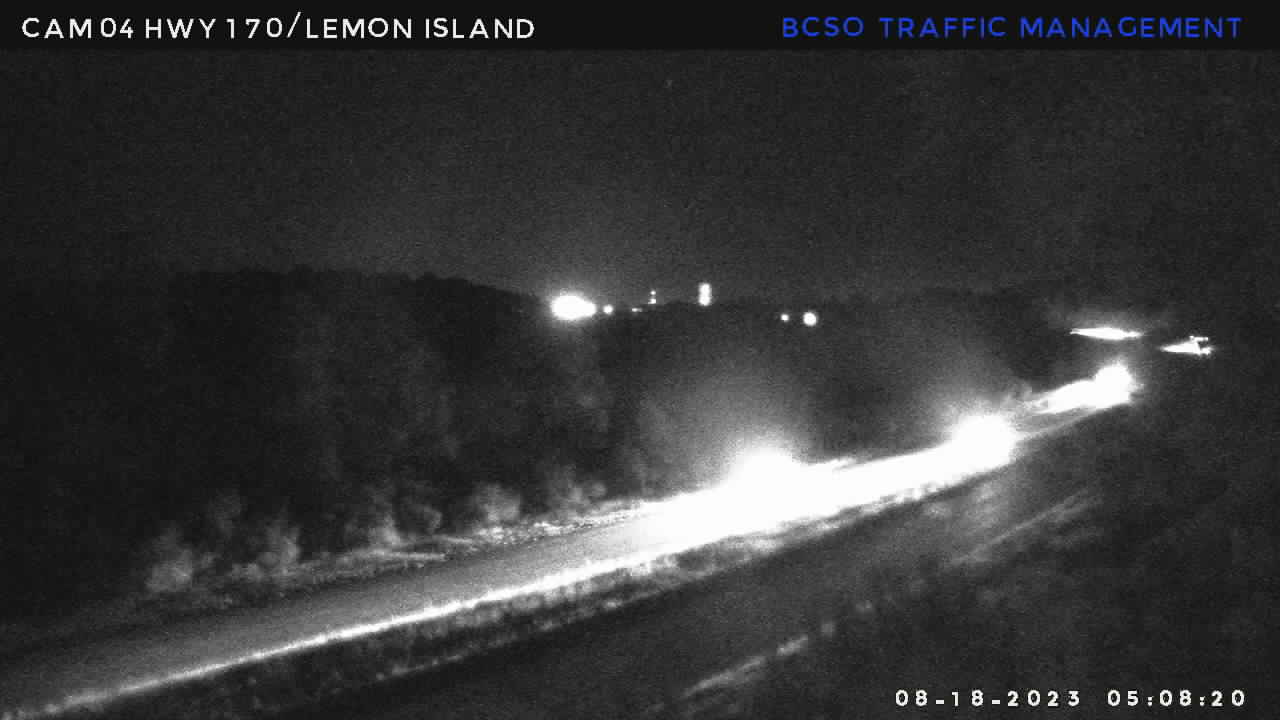 CAM04 HWY 170/LEMON ISLAND
BCSO TRAFFIC MANAGEMENT
08-18-2023 05:08:20